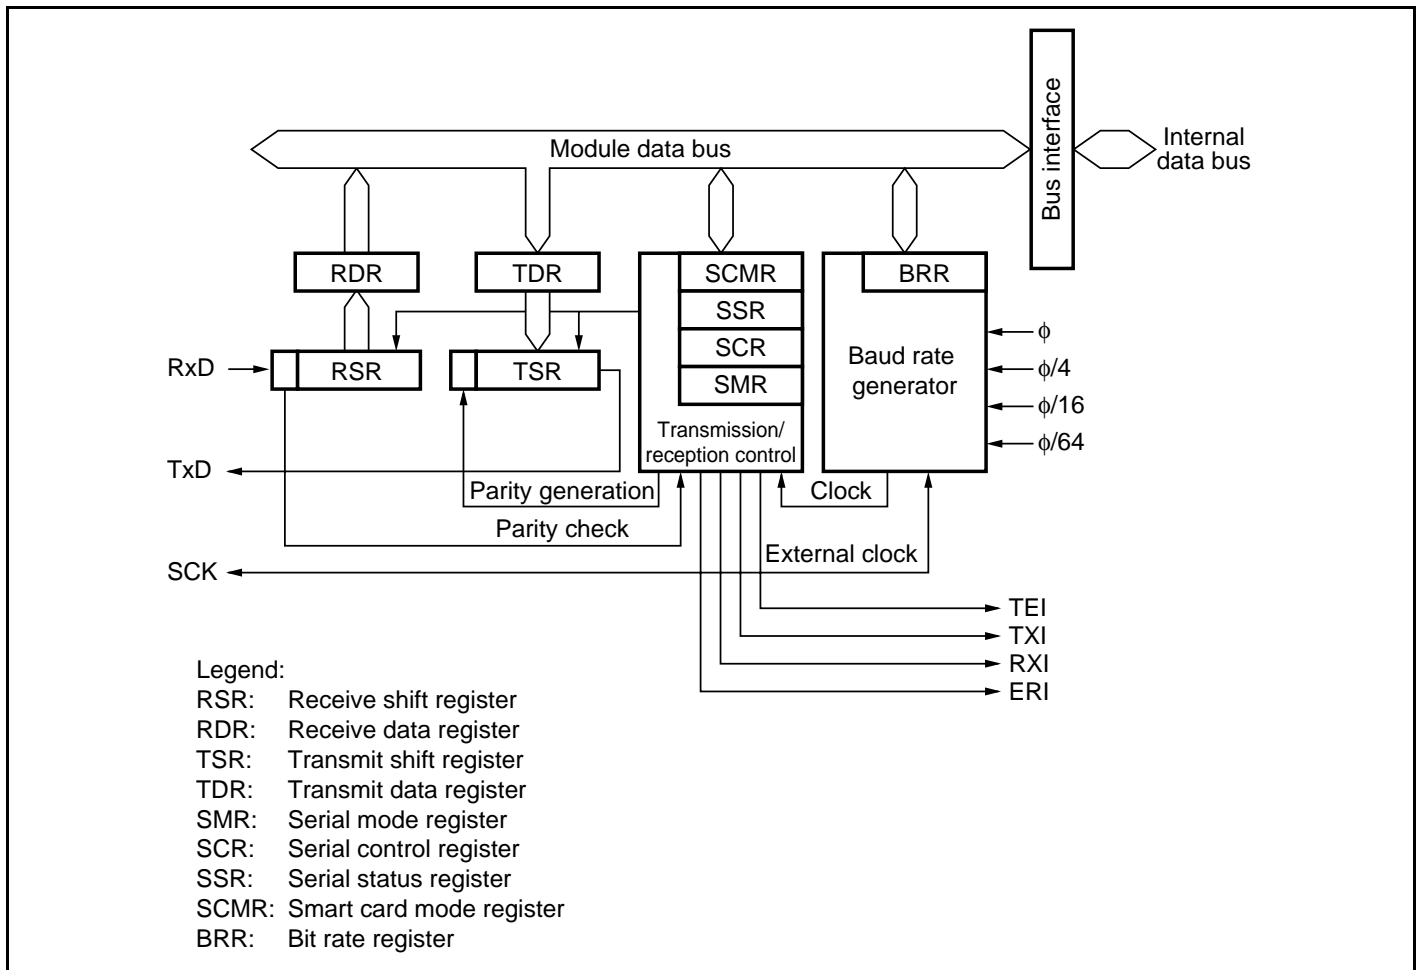 Bus interface
Module data bus
Internal
data bus
RDR
TDR
SCMR
BRR
SSR
SCR
SMR
RxD
RSR
TSR
Baud rate
generator
ϕ
ϕ/4
ϕ/16
ϕ/64
Transmission/
reception control
TxD
Parity generation
Clock
Parity check
External clock
SCK
TEI
TXI
RXI
ERI
Legend:
RSR: Receive shift register
RDR: Receive data register
TSR: Transmit shift register
TDR: Transmit data register
SMR: Serial mode register
SCR: Serial control register
SSR: Serial status register
SCMR: Smart card mode register
BRR: Bit rate register